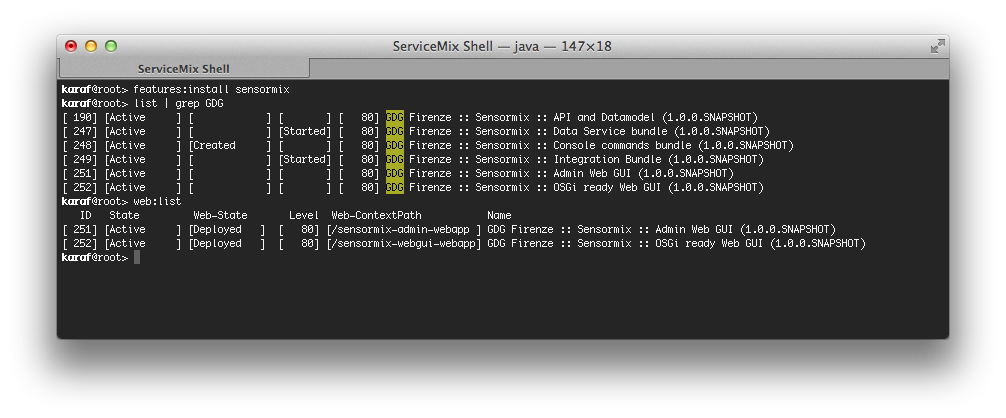 ServiceMix Shell — java — 147×18
ServiceMix Shell
karaf@root> features:install sensormix
karaf@root> list | grep GDG
[ 190] [Active     ] [            ] [       ] [   80] GDG Firenze :: Sensormix :: API and Datamodel (1.0.0.SNAPSHOT)
[ 247] [Active     ] [            ] [Started] [   80] GDG Firenze :: Sensormix :: Data Service bundle (1.0.0.SNAPSHOT)
[ 248] [Active     ] [Created     ] [       ] [   80] GDG Firenze :: Sensormix :: Console commands bundle (1.0.0.SNAPSHOT)
[ 249] [Active     ] [            ] [Started] [   80] GDG Firenze :: Sensormix :: Integration Bundle (1.0.0.SNAPSHOT)
[ 251] [Active     ] [            ] [       ] [   80] GDG Firenze :: Sensormix :: Admin Web GUI (1.0.0.SNAPSHOT)
[ 252] [Active     ] [            ] [       ] [   80] GDG Firenze :: Sensormix :: OSGi ready Web GUI (1.0.0.SNAPSHOT)
karaf@root> web:list
   ID   State         Web-State       Level  Web-ContextPath           Name
[ 251] [Active     ] [Deployed   ] [   80] [/sensormix-admin-webapp ] GDG Firenze :: Sensormix :: Admin Web GUI (1.0.0.SNAPSHOT)
[ 252] [Active     ] [Deployed   ] [   80] [/sensormix-webgui-webapp] GDG Firenze :: Sensormix :: OSGi ready Web GUI (1.0.0.SNAPSHOT)
karaf@root>